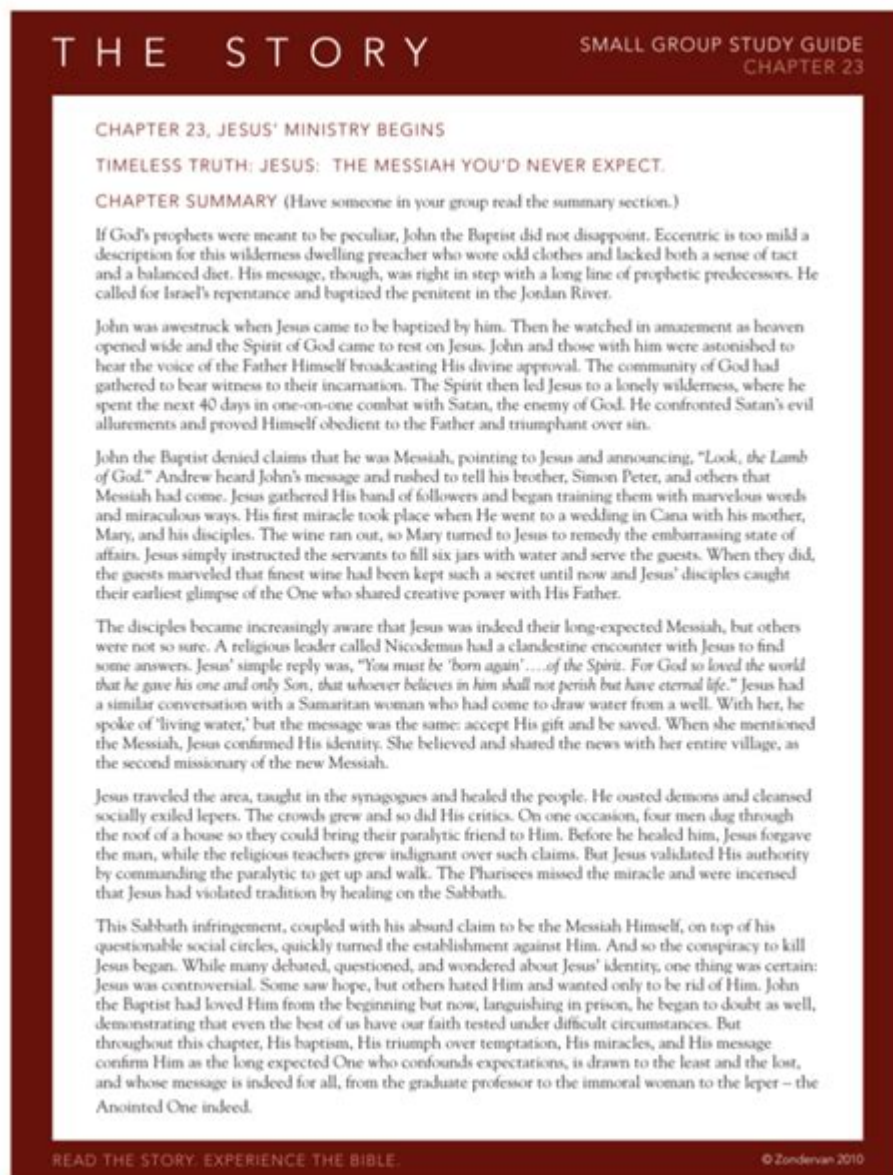 THE STORY
SMALL GROUP STUDY GUIDE
CHAPTER 23
CHAPTER 23, JESUS' MINISTRY BEGINS
TIMELESS TRUTH: JESUS: THE MESSIAH YOU'D NEVER EXPECT.
CHAPTER SUMMARY (Have someone in your group read the summary section.)
If God's prophets were meant to be peculiar, John the Baptist did not disappoint. Eccentric is too mild a
description for this wilderness dwelling preacher who wore odd clothes and lacked both a sense of tact
and a balanced diet. His message, though, was right in step with a long line of prophetic predecessors. He
called for Israel's repentance and baptized the penitent in the Jordan River.
John was awestruck when Jesus came to be baptized by him. Then he watched in amazement as heaven
opened wide and the Spirit of God came to rest on Jesus. John and those with him were astonished to
hear the voice of the Father Himself broadcasting His divine approval. The community of God had
gathered to bear witness to their incarnation. The Spirit then led Jesus to a lonely wilderness, where he
spent the next 40 days in one-on-one combat with Satan, the enemy of God. He confronted Satan's evil
allurements and proved Himself obedient to the Father and triumphant over sin.
John the Baptist denied claims that he was Messiah, pointing to Jesus and announcing, "Look, the Lamb
of God." Andrew heard John's message and rushed to tell his brother, Simon Peter, and others that
Messiah had come. Jesus gathered His band of followers and began training them with marvelous words
and miraculous ways. His first miracle took place when He went to a wedding in Cana with his mother,
Mary, and his disciples. The wine ran out, so Mary turned to Jesus to remedy the embarrassing state of
affairs. Jesus simply instructed the servants to fill six jars with water and serve the guests. When they did,
the guests marveled that finest wine had been kept such a secret until now and Jesus' disciples caught
their earliest glimpse of the One who shared creative power with His Father.
The disciples became increasingly aware that Jesus was indeed their long-expected Messiah, but others
were not so sure. A religious leader called Nicodemus had a clandestine encounter with Jesus to find
some answers. Jesus' simple reply was, "You must be 'born again'....of the Spirit. For God so loved the world
that he gave his one and only Son, that whoever believes in him shall not perish but have eternal life." Jesus had
a similar conversation with a Samaritan woman who had come to draw water from a well. With her, he
spoke of 'living water,' but the message was the same: accept His gift and be saved. When she mentioned
the Messiah, Jesus confirmed His identity. She believed and shared the news with her entire village, as
the second missionary of the new Messiah.
Jesus traveled the area, taught in the synagogues and healed the people. He ousted demons and cleansed
socially exiled lepers. The crowds grew and so did His critics. On one occasion, four men dug through
the roof of a house so they could bring their paralytic friend to Him. Before he healed him, Jesus forgave
the man, while the religious teachers grew indignant over such claims. But Jesus validated His authority
by commanding the paralytic to get up and walk. The Pharisees missed the miracle and were incensed
that Jesus had violated tradition by healing on the Sabbath.
This Sabbath infringement, coupled with his absurd claim to be the Messiah Himself, on top of his
questionable social circles, quickly turned the establishment against Him. And so the conspiracy to kill
Jesus began. While many debated, questioned, and wondered about Jesus' identity, one thing was certain:
Jesus was controversial. Some saw hope, but others hated Him and wanted only to be rid of Him. John
the Baptist had loved Him from the beginning but now, languishing in prison, he began to doubt as well,
demonstrating that even the best of us have our faith tested under difficult circumstances. But
throughout this chapter, His baptism, His triumph over temptation, His miracles, and His message
confirm Him as the long expected One who confounds expectations, is drawn to the least and the lost,
and whose message is indeed for all, from the graduate professor to the immoral woman to the leper – the
Anointed One indeed.
READ THE STORY. EXPERIENCE THE BIBLE.
© Zondervan 2010